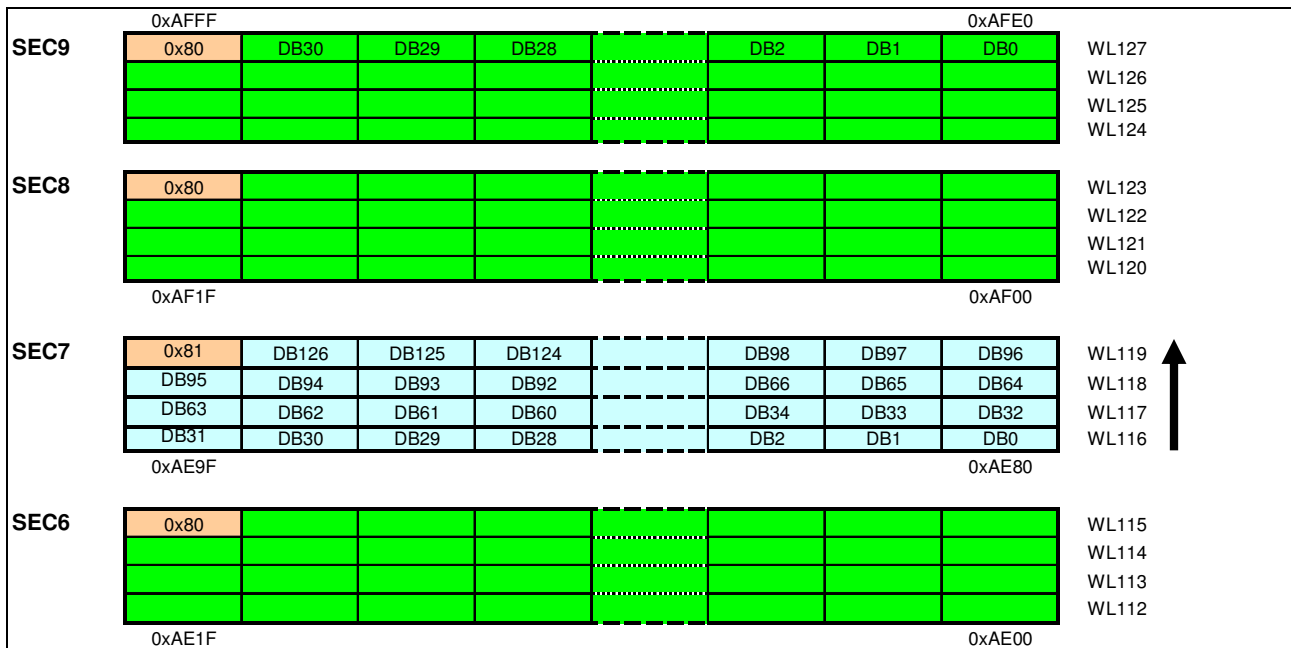 0xAFFF 0xAFE0
SEC9 0x80 DB30 DB29 DB28 DB2 DB1 DB0 WL127
WL126
WL125
WL124
SEC8 0x80 WL123
WL122
WL121
WL120
0xAF1F 0xAF00
SEC7 0x81 DB126 DB125 DB124 DB98 DB97 DB96 WL119
DB95 DB94 DB93 DB92 DB66 DB65 DB64 WL118
DB63 DB62 DB61 DB60 DB34 DB33 DB32 WL117
DB31 DB30 DB29 DB28 DB2 DB1 DB0 WL116
0xAE9F 0xAE80
SEC6 0x80 WL115
WL114
WL113
WL112
0xAE1F 0xAE00